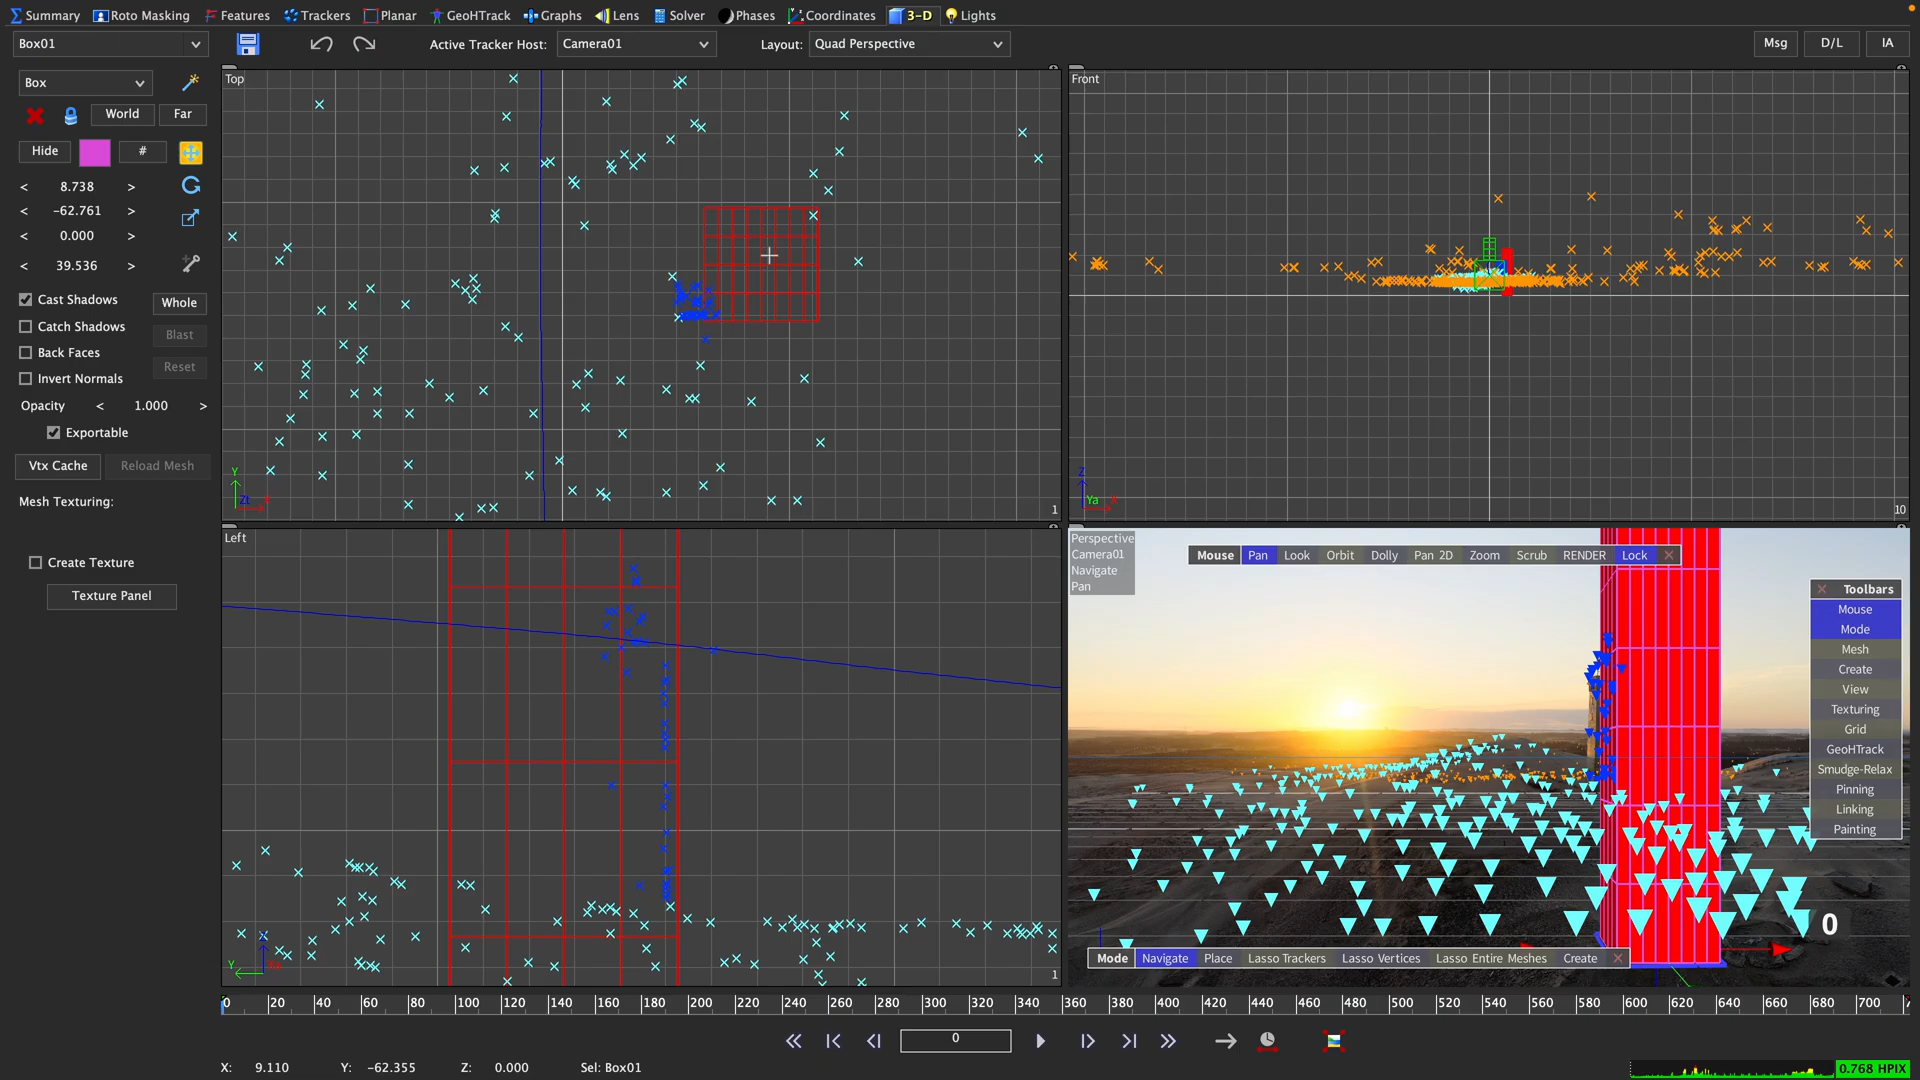 Summary Roto Masking Features Trackers Planar GeoHTrack Graphs Lens Solver Phases Coordinates 3-D Lights
Box01 Active Tracker Host: Camera01 Layout: Quad Perspective Msg D/L IA
Box
World Far
Hide #
< 8.738 >
< -62.761 >
< 0.000 >
< 39.536 >
Cast Shadows Whole
Catch Shadows Blast
Back Faces
Invert Normals Reset
Opacity < 1.000 >
Exportable
Vtx Cache Reload Mesh
Mesh Texturing:
Create Texture
Texture Panel
Top
Y
X
1
Front
Z
Ya X
10
Left
Y
1
Perspective
Camera01
Navigate
Pan
Mouse Pan Look Orbit Dolly Pan 2D Zoom Scrub RENDER Lock
Toolbars
Mouse
Mode
Mesh
Create
View
Texturing
Grid
GeoHTrack
Smudge-Relax
Pinning
Linking
Painting
0
Mode Navigate Place Lasso Trackers Lasso Vertices Lasso Entire Meshes Create
0 20 40 60 80 100 120 140 160 180 200 220 240 260 280 300 320 340 360 380 400 420 440 460 480 500 520 540 560 580 600 620 640 660 680 700
0
X: 9.110 Y: -62.355 Z: 0.000 Sel: Box01
0.768 HPIX